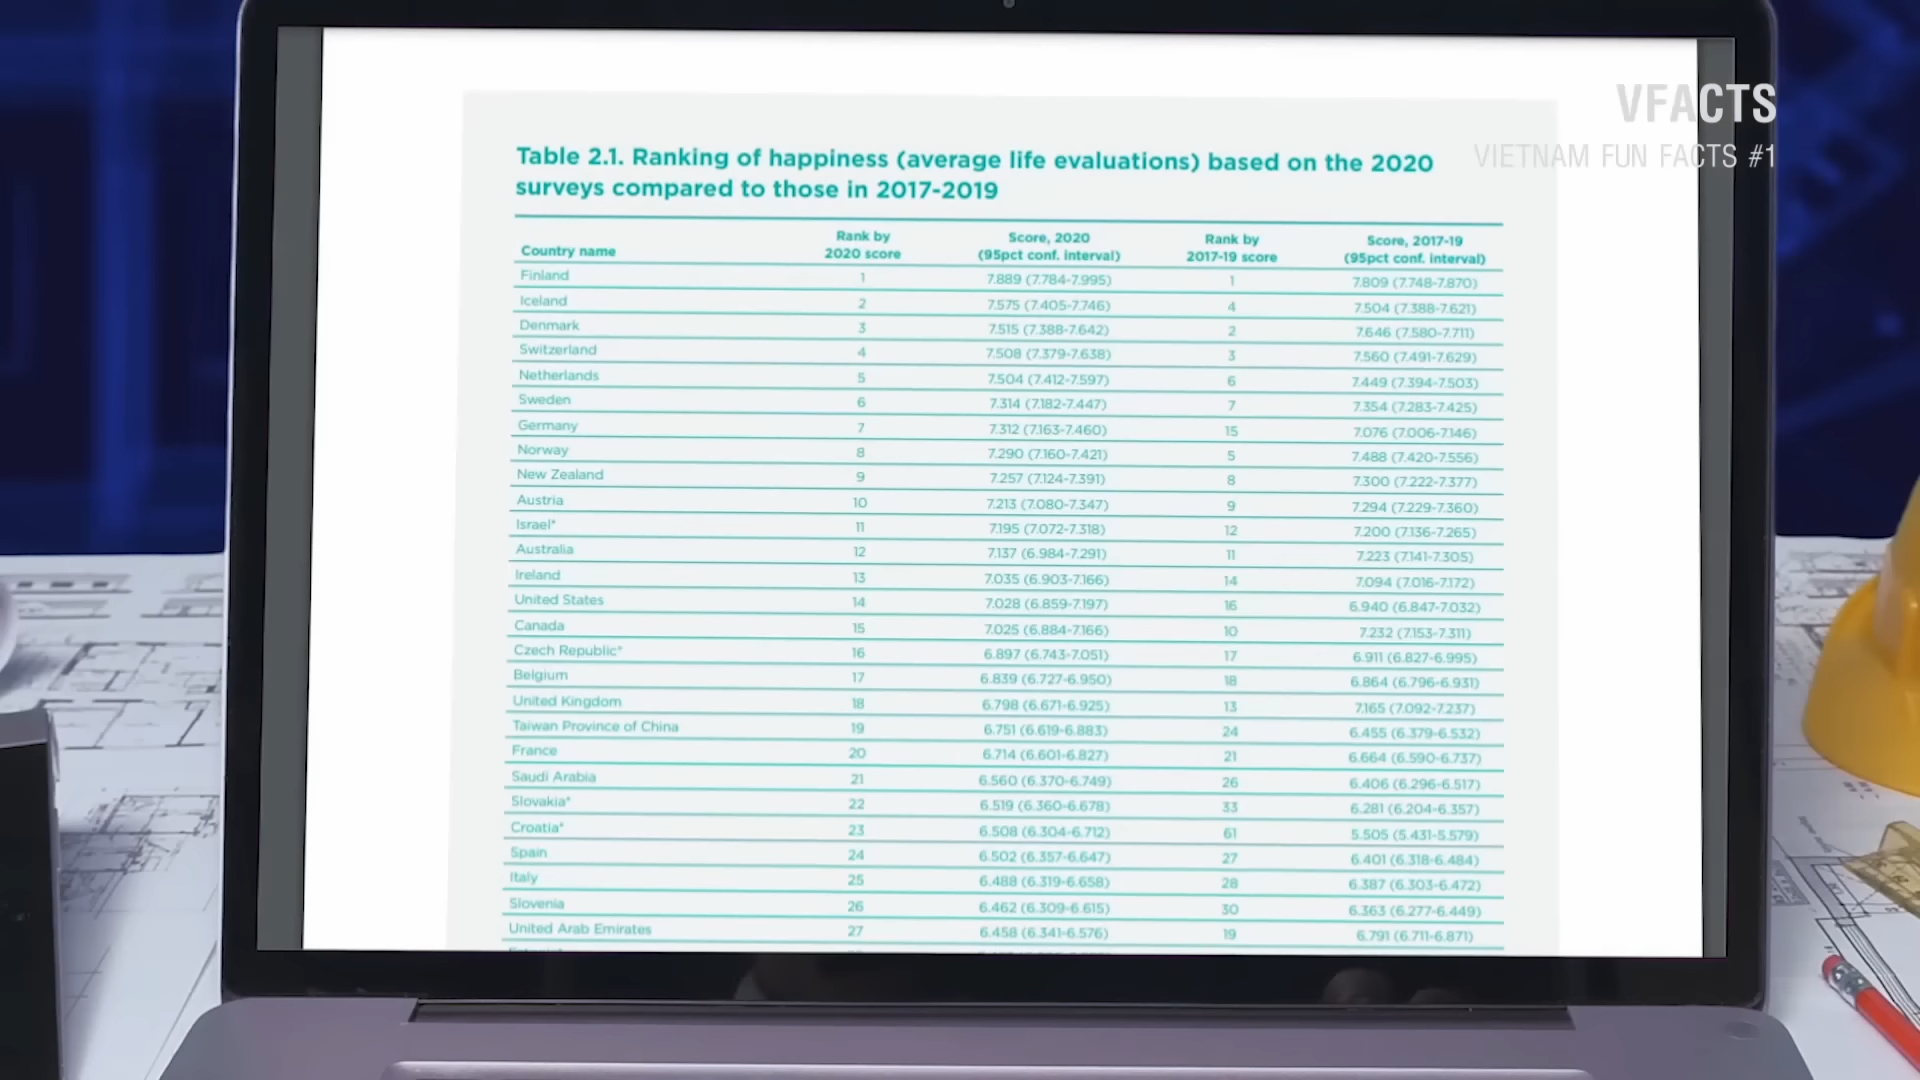 VFACTS
VIETNAM FUN FACTS #1
Table 2.1. Ranking of happiness (average life evaluations) based on the 2020
surveys compared to those in 2017-2019
Country name Rank by 2020 score Score, 2020 (95pct conf. interval) Rank by 2017-19 score Score, 2017-19 (95pct conf. interval)
Finland 1 7.889 (7.784-7.995) 1 7.809 (7.748-7.870)
Iceland 2 7.575 (7.405-7.746) 4 7.504 (7.388-7.621)
Denmark 3 7.515 (7.388-7.642) 2 7.646 (7.580-7.711)
Switzerland 4 7.508 (7.379-7.638) 3 7.560 (7.491-7.629)
Netherlands 5 7.504 (7.412-7.597) 6 7.449 (7.394-7.503)
Sweden 6 7.314 (7.182-7.447) 7 7.354 (7.283-7.425)
Germany 7 7.312 (7.163-7.460) 15 7.076 (7.006-7.146)
Norway 8 7.290 (7.160-7.421) 5 7.488 (7.420-7.556)
New Zealand 9 7.257 (7.124-7.391) 8 7.300 (7.222-7.377)
Austria 10 7.213 (7.080-7.347) 9 7.294 (7.229-7.360)
Israel* 11 7.195 (7.072-7.318) 12 7.200 (7.136-7.265)
Australia 12 7.137 (6.984-7.291) 11 7.223 (7.141-7.305)
Ireland 13 7.035 (6.903-7.166) 14 7.094 (7.016-7.172)
United States 14 7.028 (6.859-7.197) 16 6.940 (6.847-7.032)
Canada 15 7.025 (6.884-7.166) 10 7.232 (7.153-7.311)
Czech Republic* 16 6.897 (6.743-7.051) 17 6.911 (6.827-6.995)
Belgium 17 6.839 (6.727-6.950) 18 6.864 (6.796-6.931)
United Kingdom 18 6.798 (6.671-6.925) 13 7.165 (7.092-7.237)
Taiwan Province of China 19 6.751 (6.619-6.883) 24 6.455 (6.379-6.532)
France 20 6.714 (6.601-6.827) 21 6.664 (6.590-6.737)
Saudi Arabia 21 6.560 (6.370-6.749) 26 6.406 (6.296-6.517)
Slovakia* 22 6.519 (6.360-6.678) 33 6.281 (6.204-6.357)
Croatia* 23 6.508 (6.304-6.712) 61 5.505 (5.431-5.579)
Spain 24 6.502 (6.357-6.647) 27 6.401 (6.318-6.484)
Italy 25 6.488 (6.319-6.658) 28 6.387 (6.303-6.472)
Slovenia 26 6.462 (6.309-6.615) 30 6.363 (6.277-6.449)
United Arab Emirates 27 6.458 (6.341-6.576) 19 6.791 (6.711-6.871)